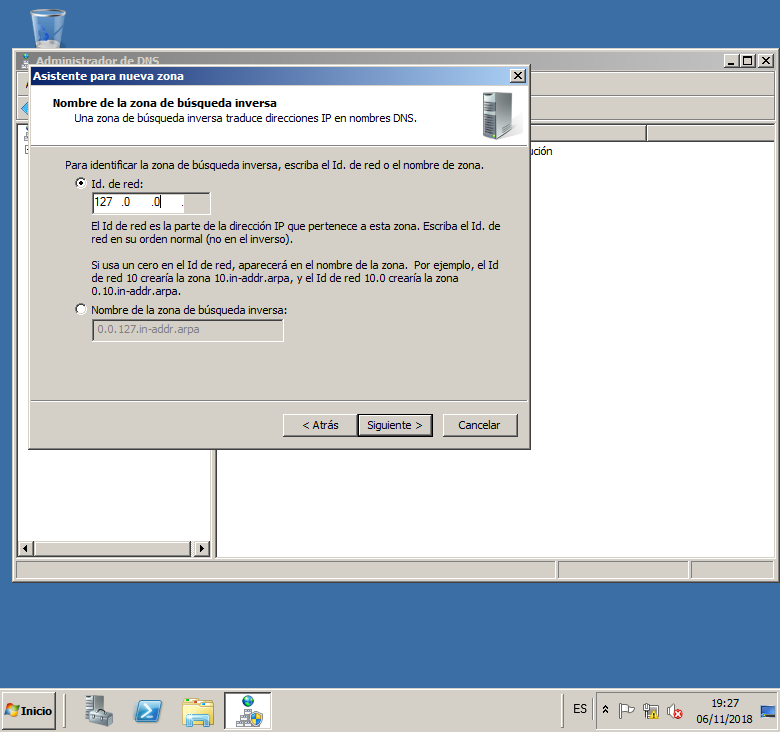 Administrador de DNS
Asistente para nueva zona
Nombre de la zona de búsqueda inversa
Una zona de búsqueda inversa traduce direcciones IP en nombres DNS.
Para identificar la zona de búsqueda inversa, escriba el Id. de red o el nombre de zona.
Id. de red:
127 .0 .0 .
El Id de red es la parte de la dirección IP que pertenece a esta zona. Escriba el Id. de
red en su orden normal (no en el inverso).
Si usa un cero en el Id de red, aparecerá en el nombre de la zona. Por ejemplo, el Id
de red 10 crearía la zona 10.in-addr.arpa, y el Id de red 10.0 crearía la zona
0.10.in-addr.arpa.
Nombre de la zona de búsqueda inversa:
0.0.127.in-addr.arpa
< Atrás
Siguiente >
Cancelar
Inicio
ES
19:27
06/11/2018